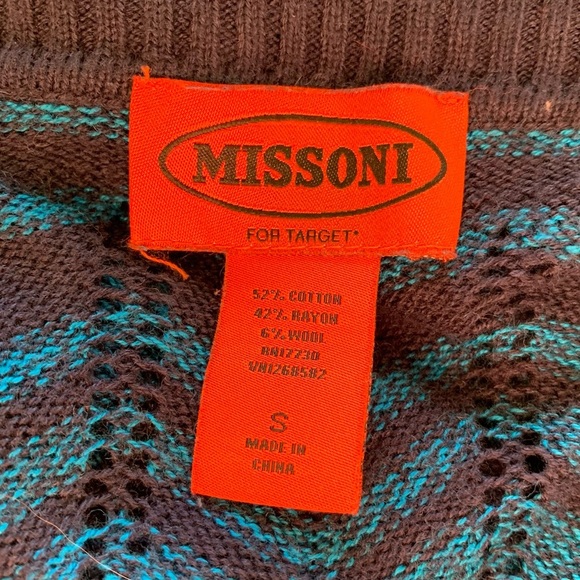 MISSONI
FOR TARGET*
52% COTTON
42% RAYON
6% WOOL
RN17730
VN1268582
S
MADE IN
CHINA